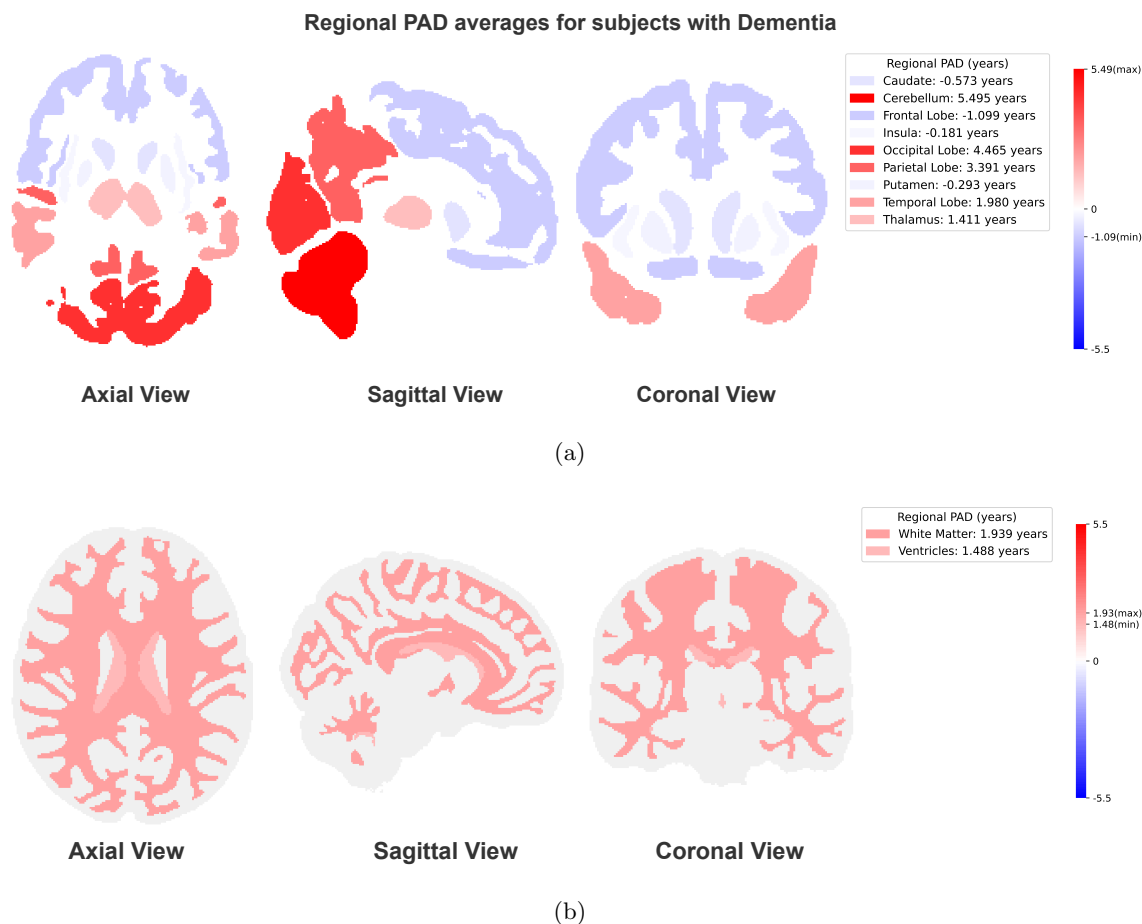 Regional PAD averages for subjects with Dementia
Regional PAD (years)
Caudate: -0.573 years
Cerebellum: 5.495 years
Frontal Lobe: -1.099 years
Insula: -0.181 years
Occipital Lobe: 4.465 years
Parietal Lobe: 3.391 years
Putamen: -0.293 years
Temporal Lobe: 1.980 years
Thalamus: 1.411 years
5.49(max)
0
-1.09(min)
-5.5
Axial View
Sagittal View
Coronal View
(a)
Regional PAD (years)
White Matter: 1.939 years
Ventricles: 1.488 years
5.5
1.93(max)
1.48(min)
0
-5.5
Axial View
Sagittal View
Coronal View
(b)